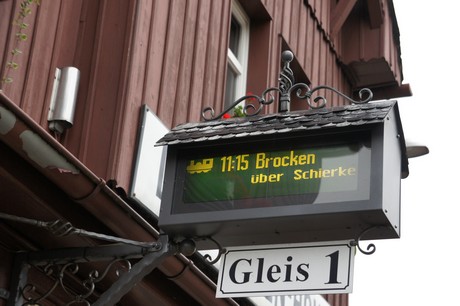 11:15 Brocken
über Schierke
Gleis 1